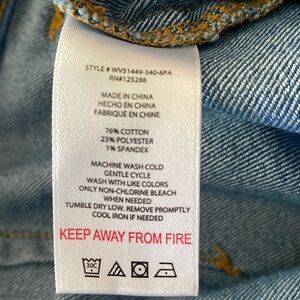 STYLE # WV51449-340-6PA
RN#125288
MADE IN CHINA
HECHO EN CHINA
FABRIQUÉ EN CHINE
76% COTTON
23% POLYESTER
1% SPANDEX
MACHINE WASH COLD
GENTLE CYCLE
WASH WITH LIKE COLORS
ONLY NON-CHLORINE BLEACH
WHEN NEEDED
TUMBLE DRY LOW. REMOVE PROMPTLY
COOL IRON IF NEEDED
KEEP AWAY FROM FIRE
30C